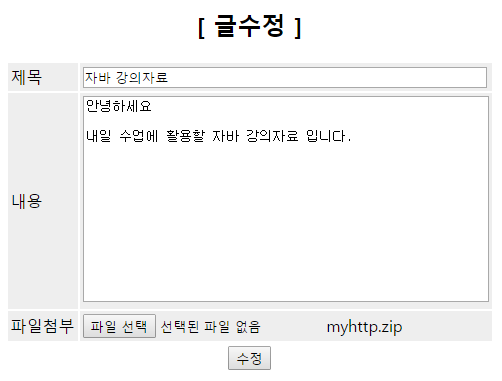 [ 글수정 ]
제목 자바 강의자료
안녕하세요
내일 수업에 활용할 자바 강의자료 입니다.
내용
파일첨부 파일 선택 선택된 파일 없음 myhttp.zip
수정